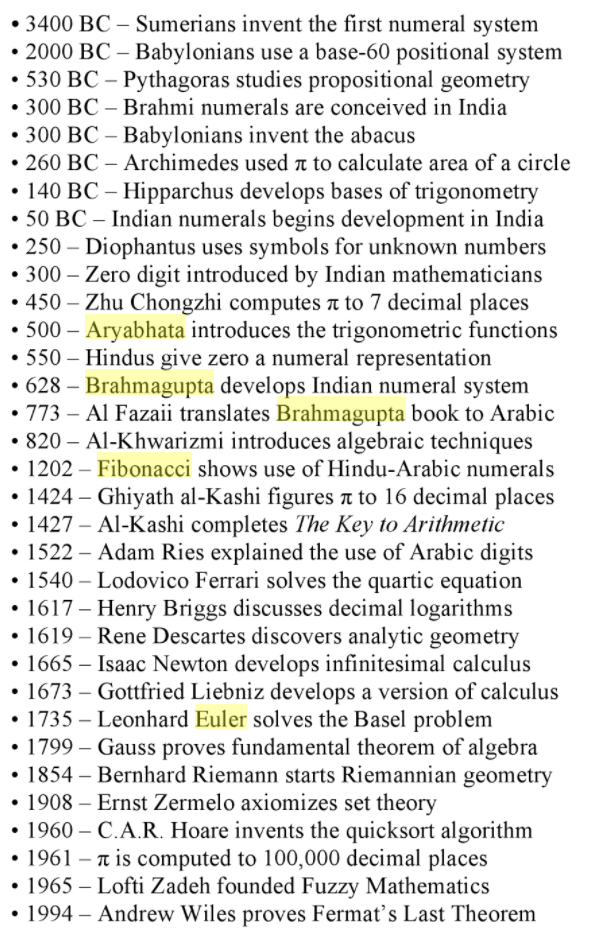 • 3400 BC – Sumerians invent the first numeral system
• 2000 BC – Babylonians use a base-60 positional system
• 530 BC – Pythagoras studies propositional geometry
• 300 BC – Brahmi numerals are conceived in India
• 300 BC – Babylonians invent the abacus
• 260 BC – Archimedes used π to calculate area of a circle
• 140 BC – Hipparchus develops bases of trigonometry
• 50 BC – Indian numerals begins development in India
• 250 – Diophantus uses symbols for unknown numbers
• 300 – Zero digit introduced by Indian mathematicians
• 450 – Zhu Chongzhi computes π to 7 decimal places
• 500 – Aryabhata introduces the trigonometric functions
• 550 – Hindus give zero a numeral representation
• 628 – Brahmagupta develops Indian numeral system
• 773 – Al Fazaii translates Brahmagupta book to Arabic
• 820 – Al-Khwarizmi introduces algebraic techniques
• 1202 – Fibonacci shows use of Hindu-Arabic numerals
• 1424 – Ghiyath al-Kashi figures π to 16 decimal places
• 1427 – Al-Kashi completes The Key to Arithmetic
• 1522 – Adam Ries explained the use of Arabic digits
• 1540 – Lodovico Ferrari solves the quartic equation
• 1617 – Henry Briggs discusses decimal logarithms
• 1619 – Rene Descartes discovers analytic geometry
• 1665 – Isaac Newton develops infinitesimal calculus
• 1673 – Gottfried Liebniz develops a version of calculus
• 1735 – Leonhard Euler solves the Basel problem
• 1799 – Gauss proves fundamental theorem of algebra
• 1854 – Bernhard Riemann starts Riemannian geometry
• 1908 – Ernst Zermelo axiomizes set theory
• 1960 – C.A.R. Hoare invents the quicksort algorithm
• 1961 – π is computed to 100,000 decimal places
• 1965 – Lofti Zadeh founded Fuzzy Mathematics
• 1994 – Andrew Wiles proves Fermat's Last Theorem